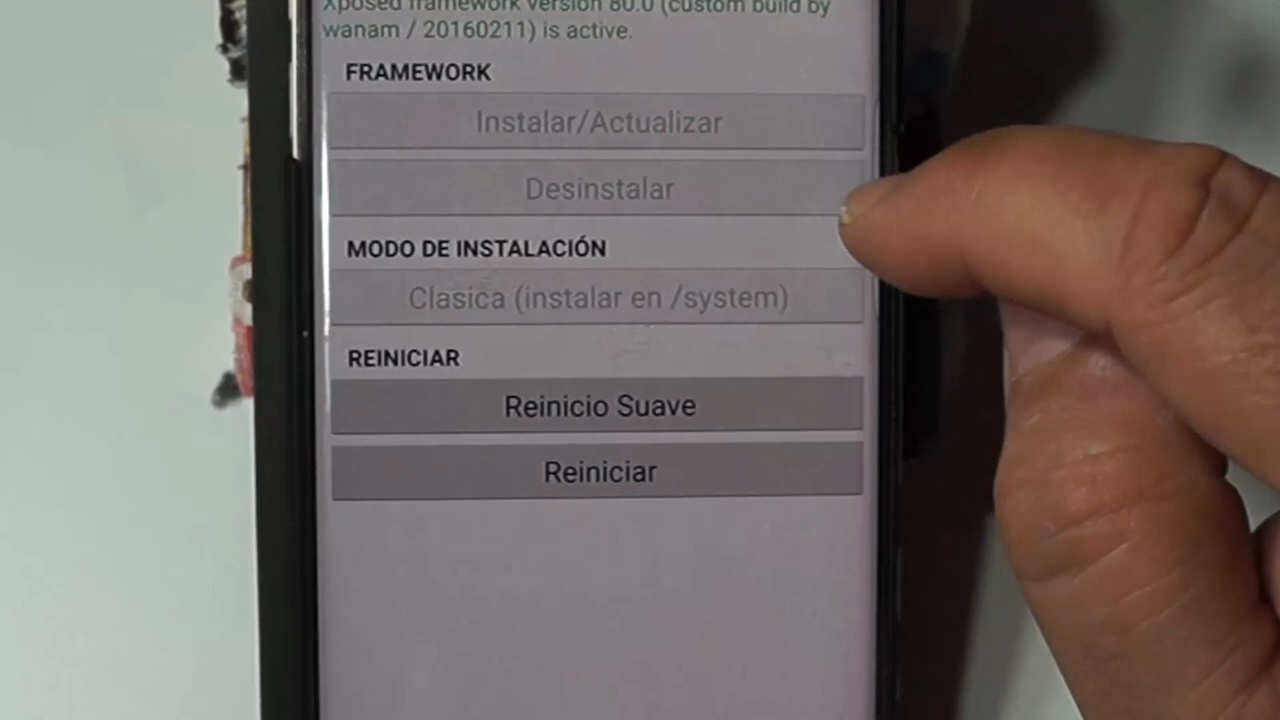 Xposed framework version 80.0 (custom build by
wanam / 20160211) is active.
FRAMEWORK
Instalar/Actualizar
Desinstalar
MODO DE INSTALACIÓN
Clasica (instalar en /system)
REINICIAR
Reinicio Suave
Reiniciar